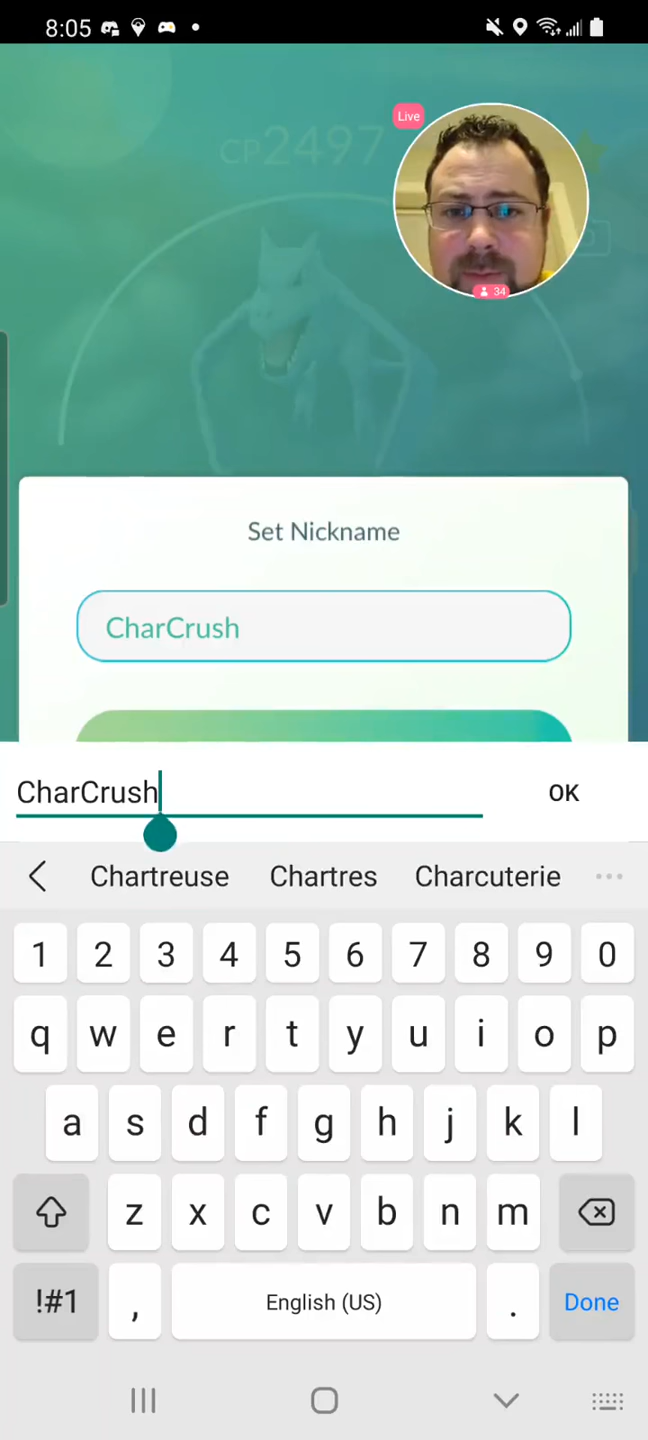 8:05
Live
CP2497
34
Set Nickname
CharCrush
CharCrush
OK
Chartreuse Chartres Charcuterie
1 2 3 4 5 6 7 8 9 0
q w e r t y u i o p
a s d f g h j k l
z x c v b n m
!#1 , English (US) . Done